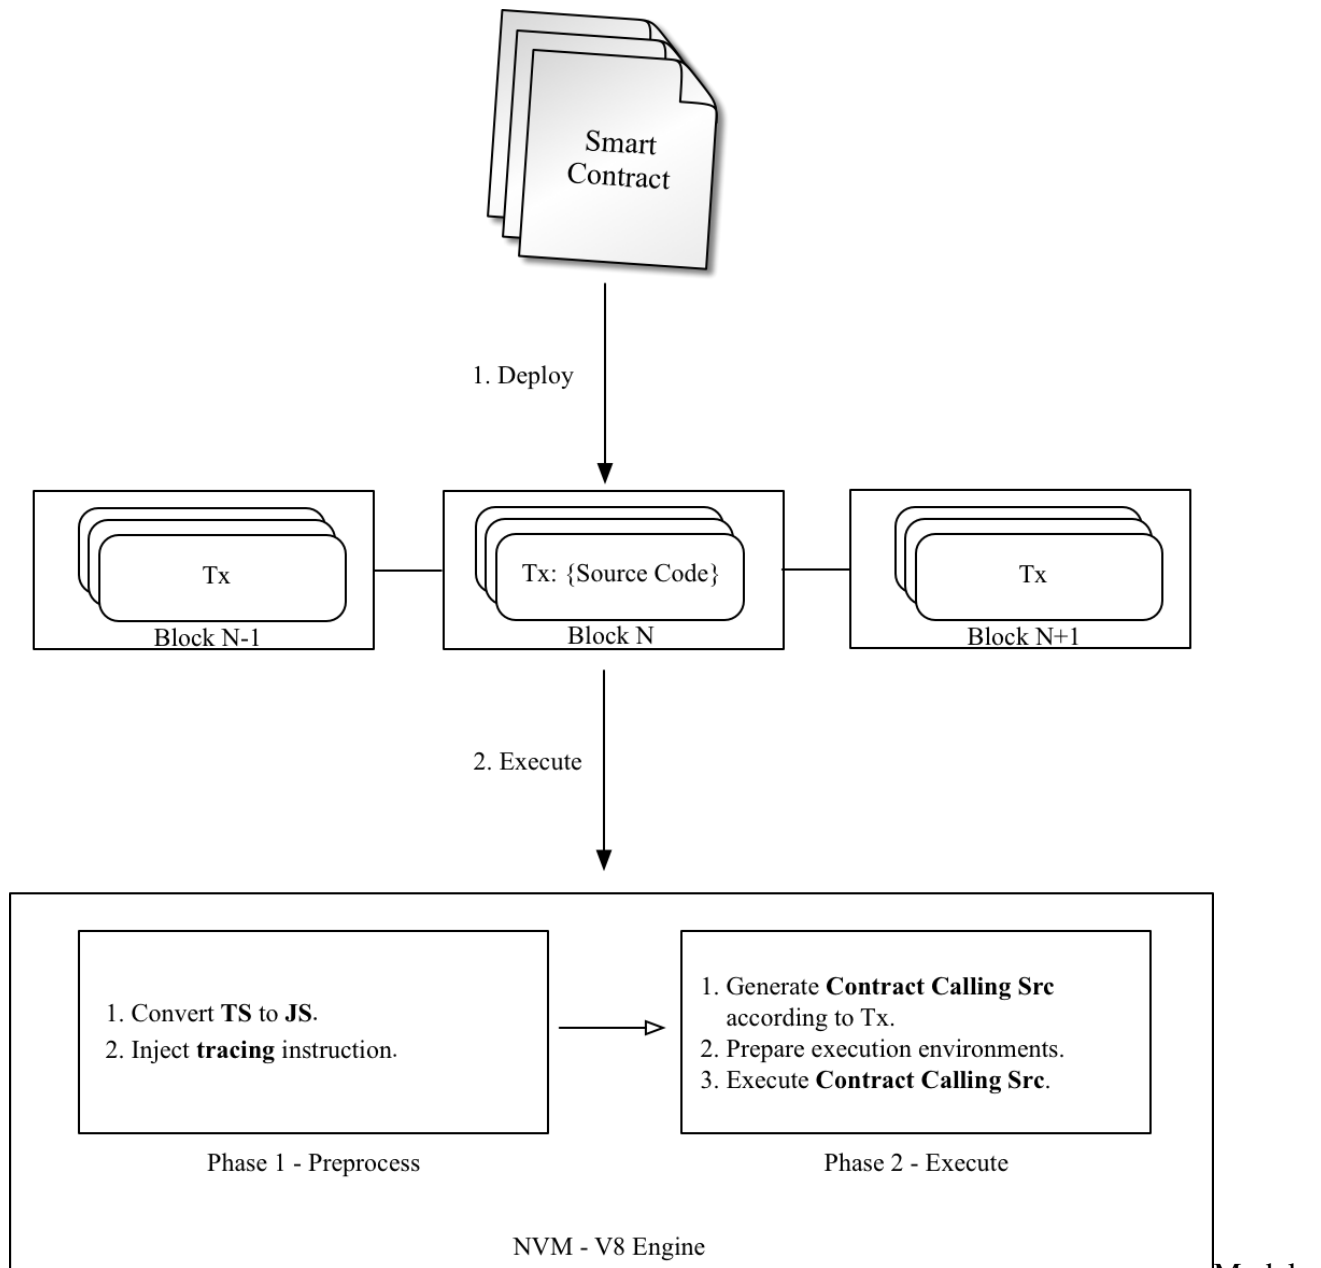 Smart
Contract
1. Deploy
Tx
Block N-1
Tx: {Source Code}
Block N
Tx
Block N+1
2. Execute
1. Convert TS to JS.
2. Inject tracing instruction.
Phase 1 - Preprocess
1. Generate Contract Calling Src
according to Tx.
2. Prepare execution environments.
3. Execute Contract Calling Src.
Phase 2 - Execute
NVM - V8 Engine